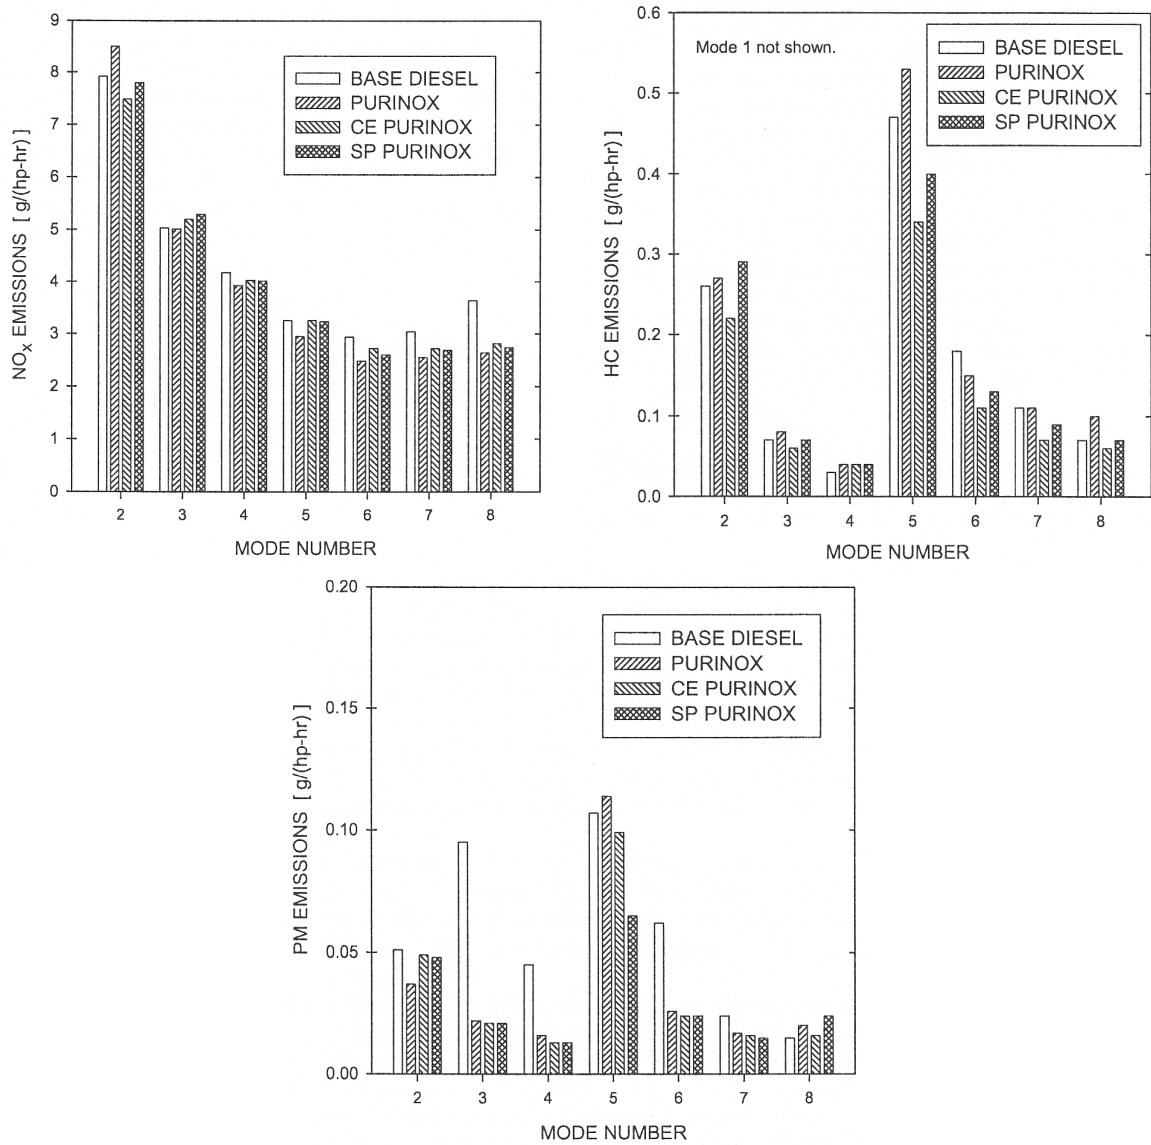 NOX EMISSIONS [ g/(hp-hr) ]
9
8
7
6
5
4
3
2
1
0
BASE DIESEL
PURINOX
CE PURINOX
SP PURINOX
2 3 4 5 6 7 8
MODE NUMBER
HC EMISSIONS [ g/(hp-hr) ]
0.6
0.5
0.4
0.3
0.2
0.1
0.0
Mode 1 not shown.
BASE DIESEL
PURINOX
CE PURINOX
SP PURINOX
2 3 4 5 6 7 8
MODE NUMBER
PM EMISSIONS [ g/(hp-hr) ]
0.20
0.15
0.10
0.05
0.00
BASE DIESEL
PURINOX
CE PURINOX
SP PURINOX
2 3 4 5 6 7 8
MODE NUMBER